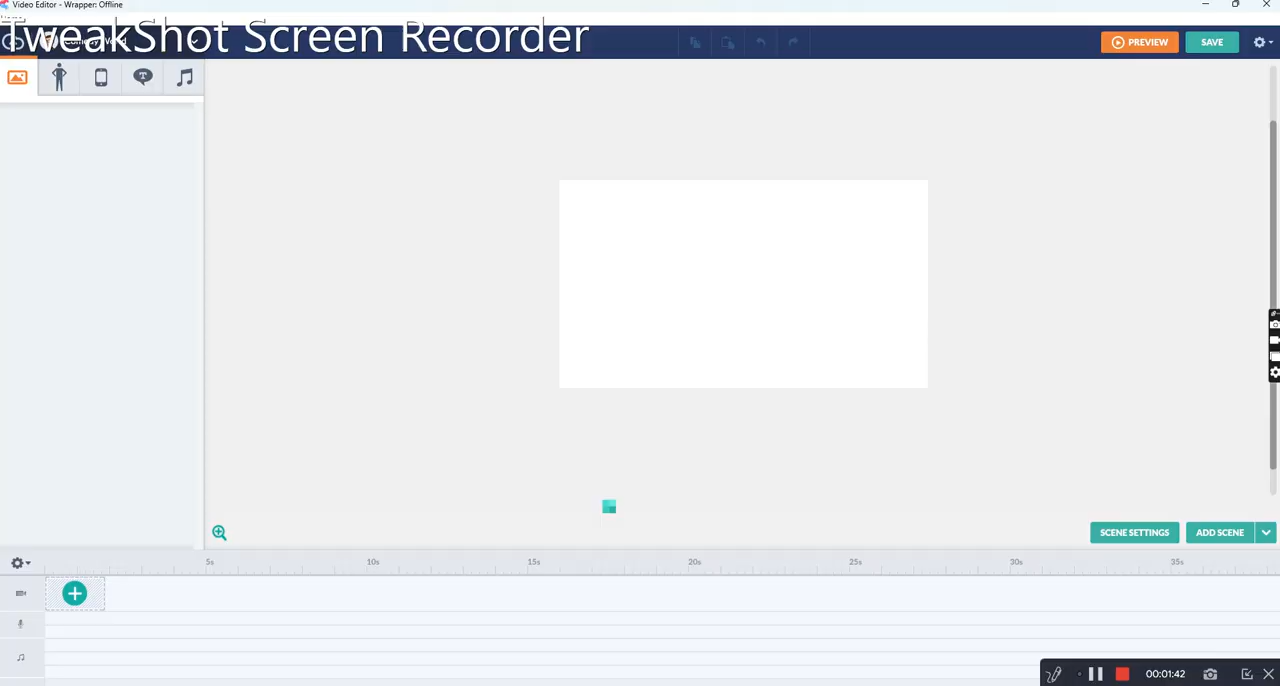 Video Editor - Wrapper: Offline
TweakShot Screen Recorder
PREVIEW
SAVE
SCENE SETTINGS
ADD SCENE
5s
10s
15s
20s
25s
30s
35s
00:01:42